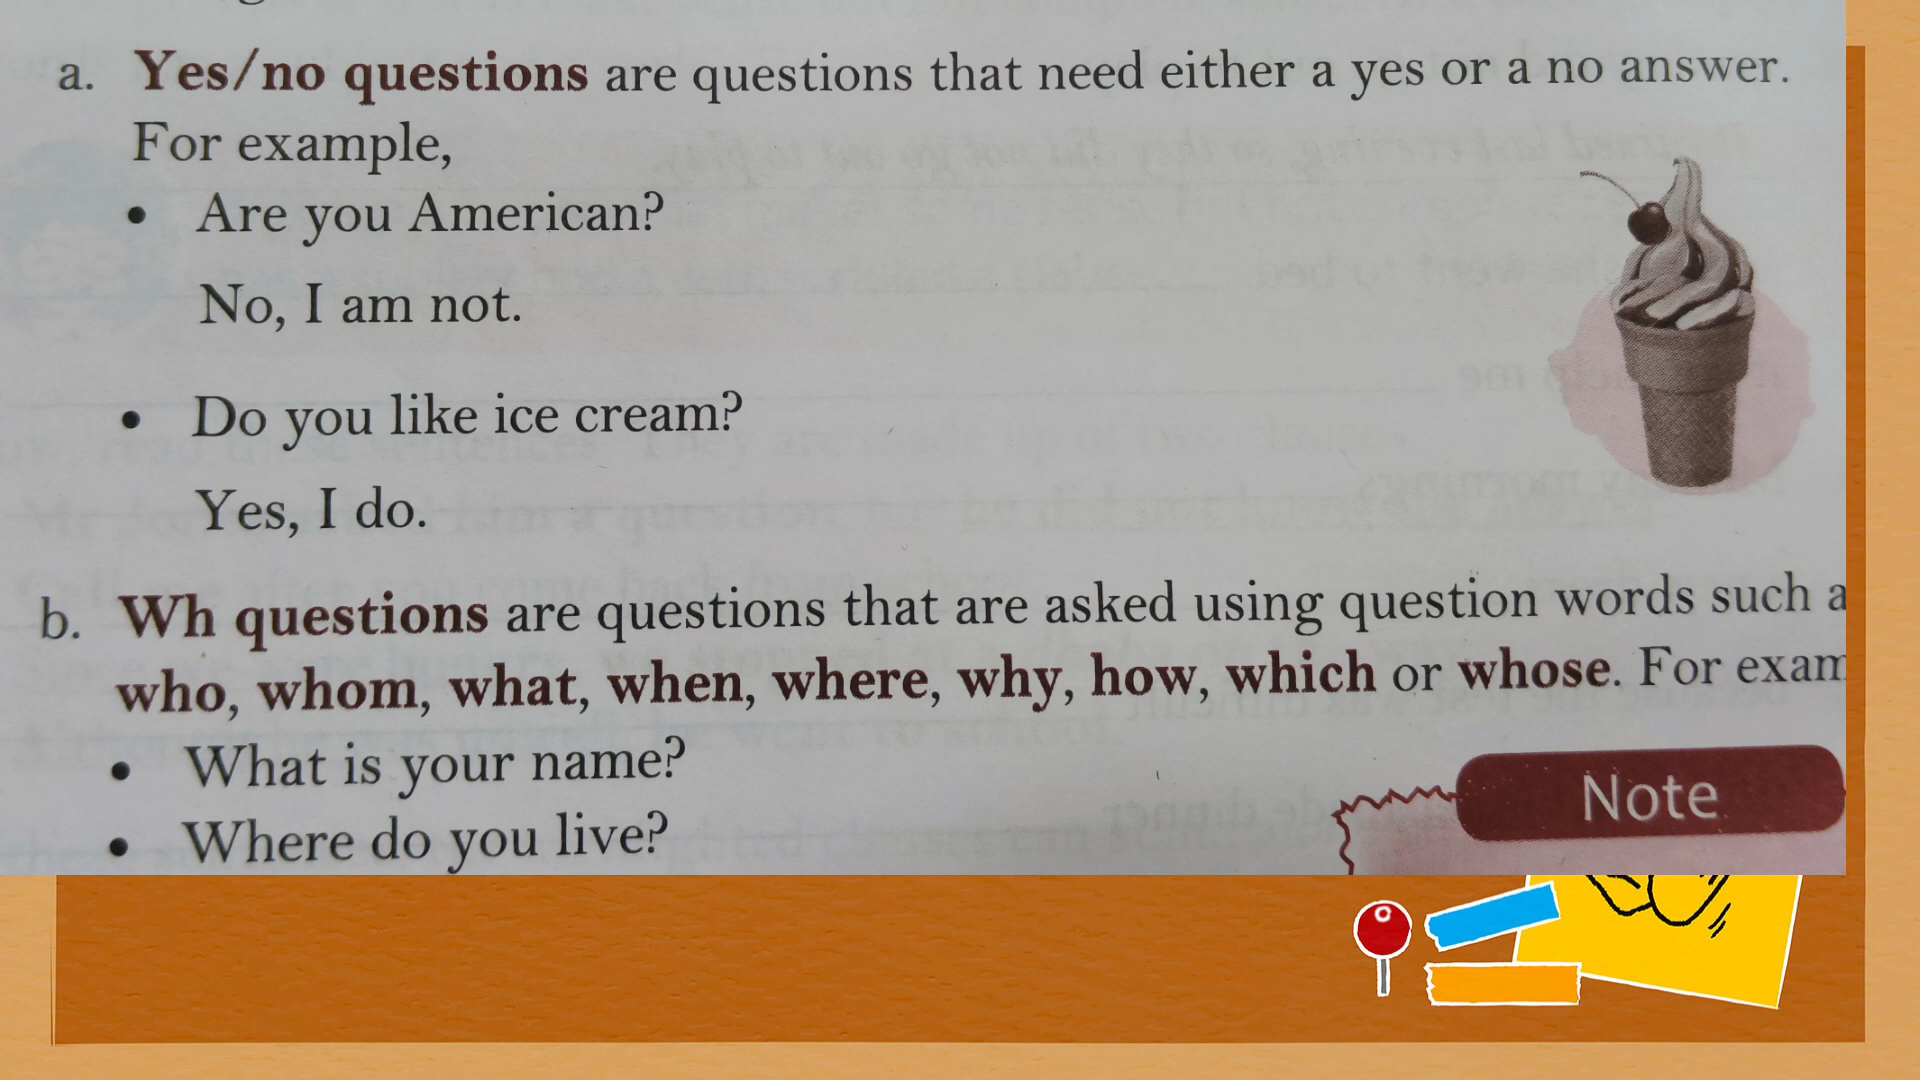 a. Yes/no questions are questions that need either a yes or a no answer.
For example,
• Are you American?
No, I am not.
• Do you like ice cream?
Yes, I do.
b. Wh questions are questions that are asked using question words such a
who, whom, what, when, where, why, how, which or whose. For exam
• What is your name?
• Where do you live?
Note